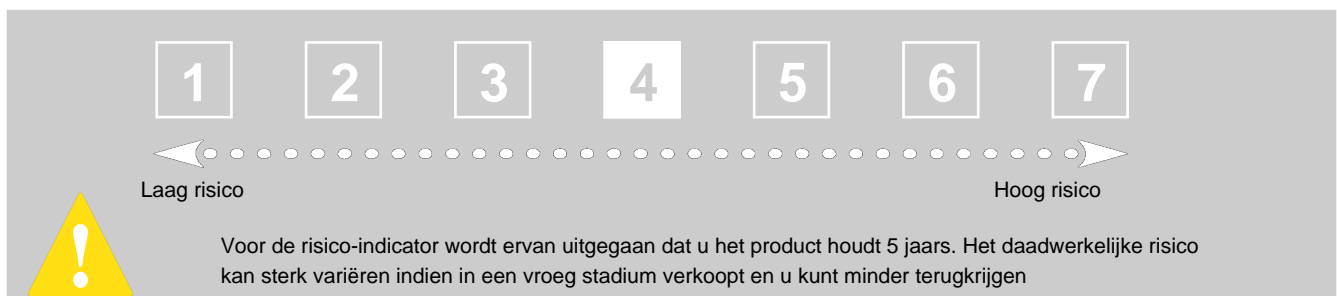 1 2 3 4 5 6 7
Laag risico Hoog risico
!
Voor de risico-indicator wordt ervan uitgegaan dat u het product houdt 5 jaars. Het daadwerkelijke risico
kan sterk variëren indien in een vroeg stadium verkoopt en u kunt minder terugkrijgen